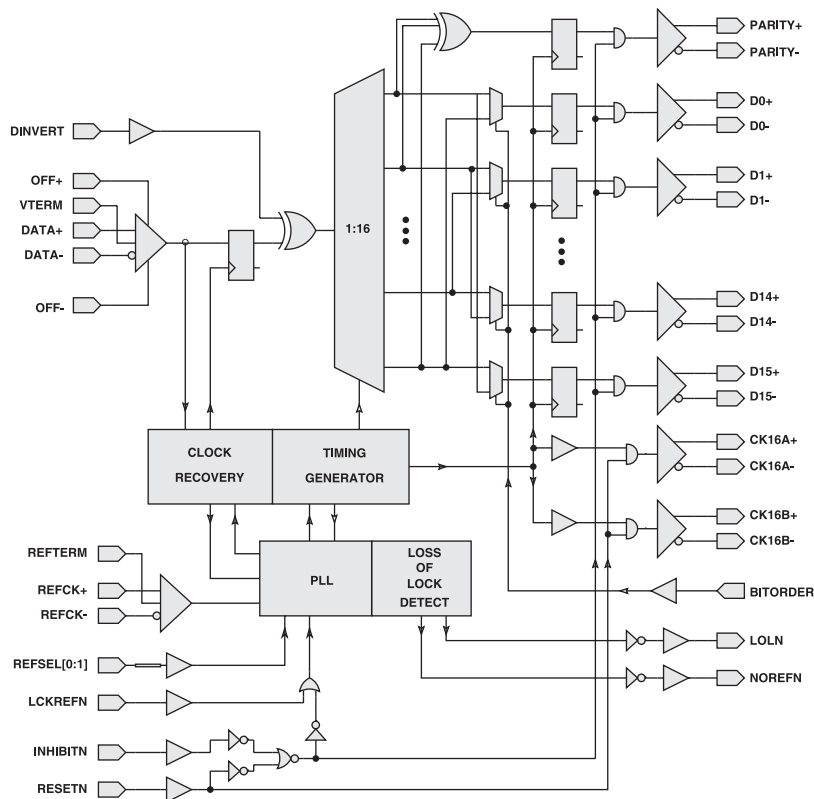 PARITY+
PARITY-
D0+
D0-
DINVERT
D1+
D1-
OFF+
VTERM
DATA+
DATA-
1:16
OFF-
D14+
D14-
D15+
D15-
CLOCK
RECOVERY
TIMING
GENERATOR
CK16A+
CK16A-
CK16B+
CK16B-
REFTERM
REFCK+
REFCK-
PLL
LOSS
OF
LOCK
DETECT
BITORDER
LOLN
REFSEL[0:1]
NOREFN
LCKREFN
INHIBITN
RESETN